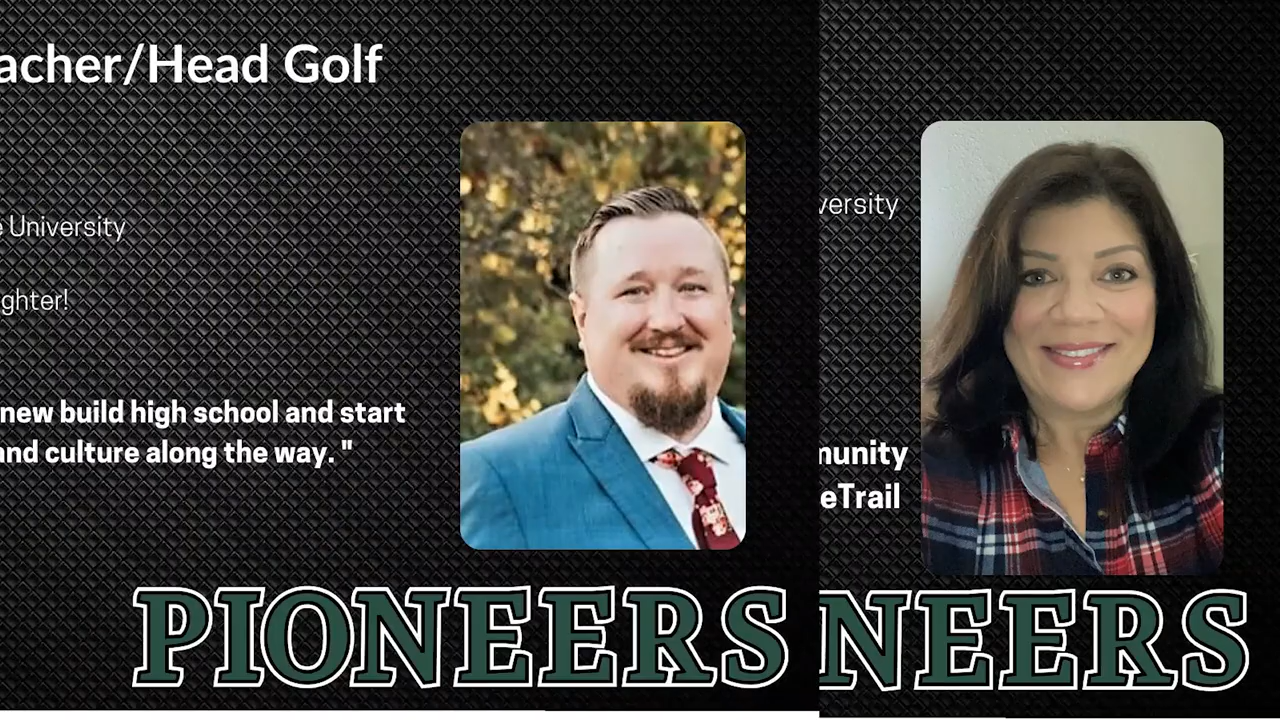 acher/Head Golf
e University
ghter!
new build high school and start
and culture along the way. "
PIONEERS
versity
munity
eTrail
NEERS